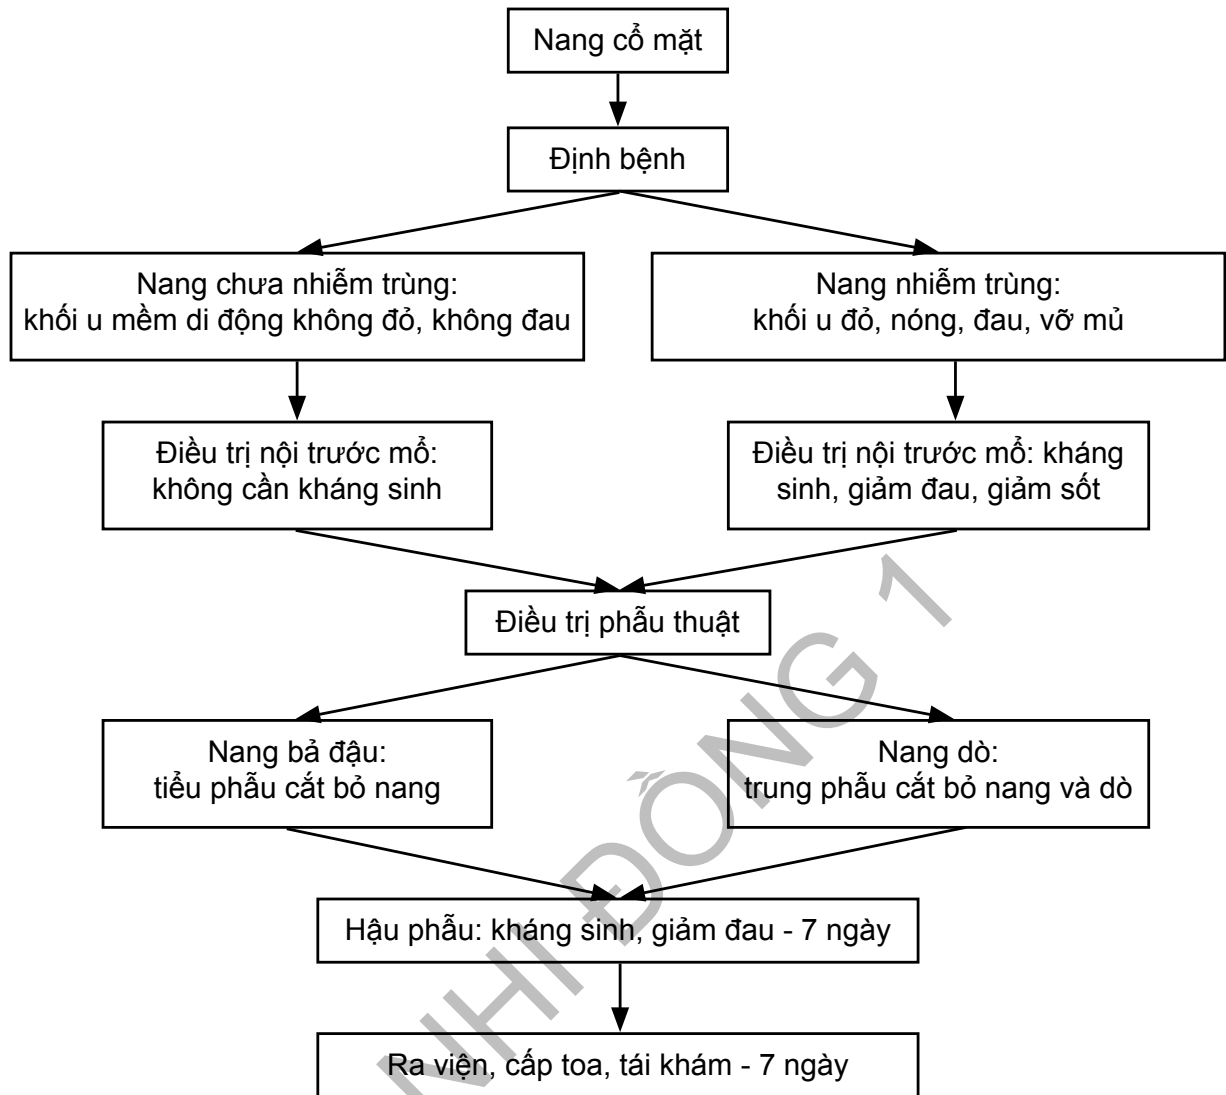 Nang cổ mặt
Định bệnh
Nang chưa nhiễm trùng:
khối u mềm di động không đỏ, không đau
Nang nhiễm trùng:
khối u đỏ, nóng, đau, vỡ mủ
Điều trị nội trước mổ:
không cần kháng sinh
Điều trị nội trước mổ: kháng
sinh, giảm đau, giảm sốt
Điều trị phẫu thuật
Nang bả đậu:
tiểu phẫu cắt bỏ nang
Nang dò:
trung phẫu cắt bỏ nang và dò
Hậu phẫu: kháng sinh, giảm đau - 7 ngày
Ra viện, cấp toa, tái khám - 7 ngày
NHI ĐỒNG 1